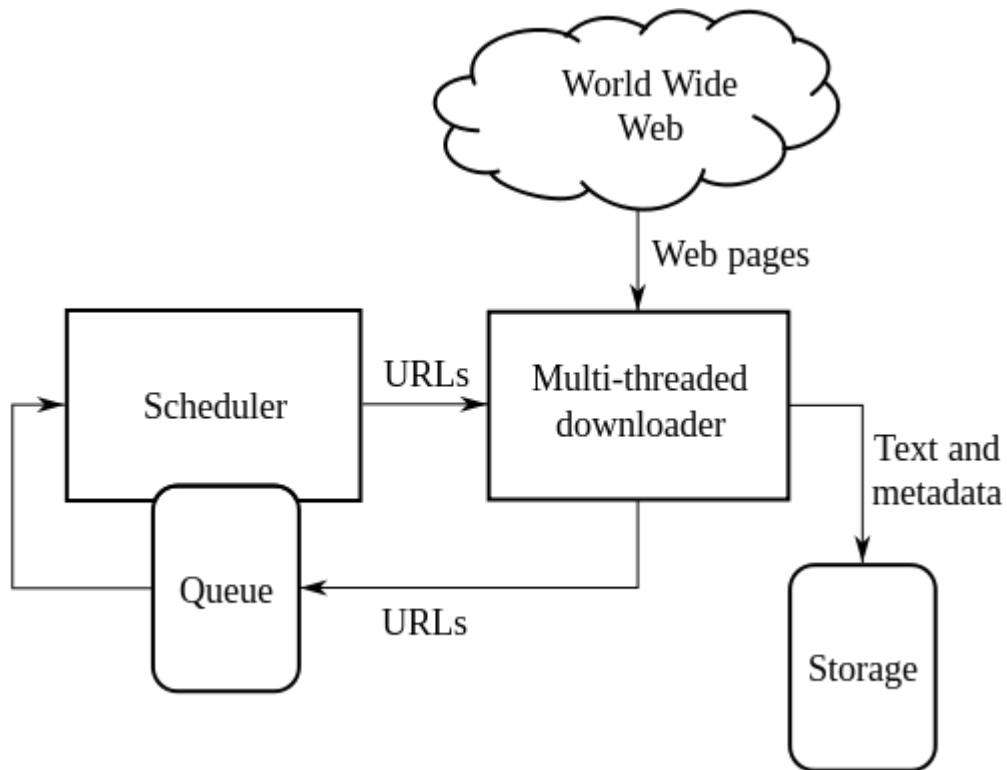 World Wide
Web
Web pages
URLs
Multi-threaded
downloader
Scheduler
Text and
metadata
Queue
URLs
Storage